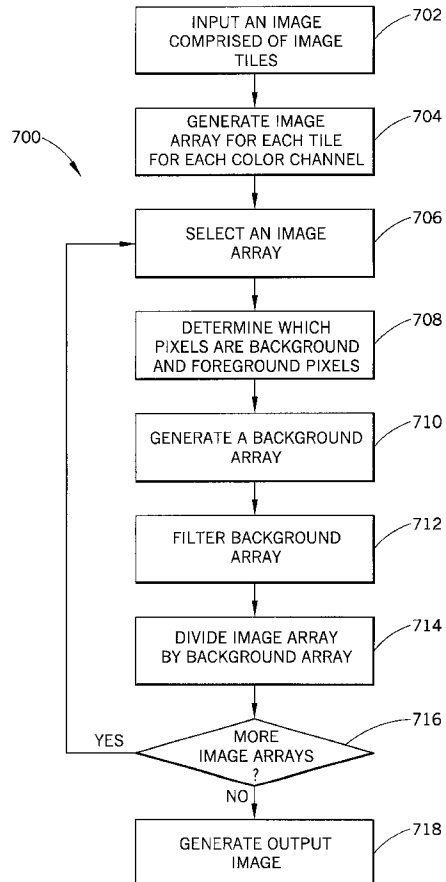 INPUT AN IMAGE
COMPRISED OF IMAGE
TILES
702
GENERATE IMAGE
ARRAY FOR EACH TILE
FOR EACH COLOR CHANNEL
704
700
SELECT AN IMAGE
ARRAY
706
DETERMINE WHICH
PIXELS ARE BACKGROUND
AND FOREGROUND PIXELS
708
GENERATE A BACKGROUND
ARRAY
710
FILTER BACKGROUND
ARRAY
712
DIVIDE IMAGE ARRAY
BY BACKGROUND ARRAY
714
YES
MORE
IMAGE ARRAYS
?
716
NO
GENERATE OUTPUT
IMAGE
718